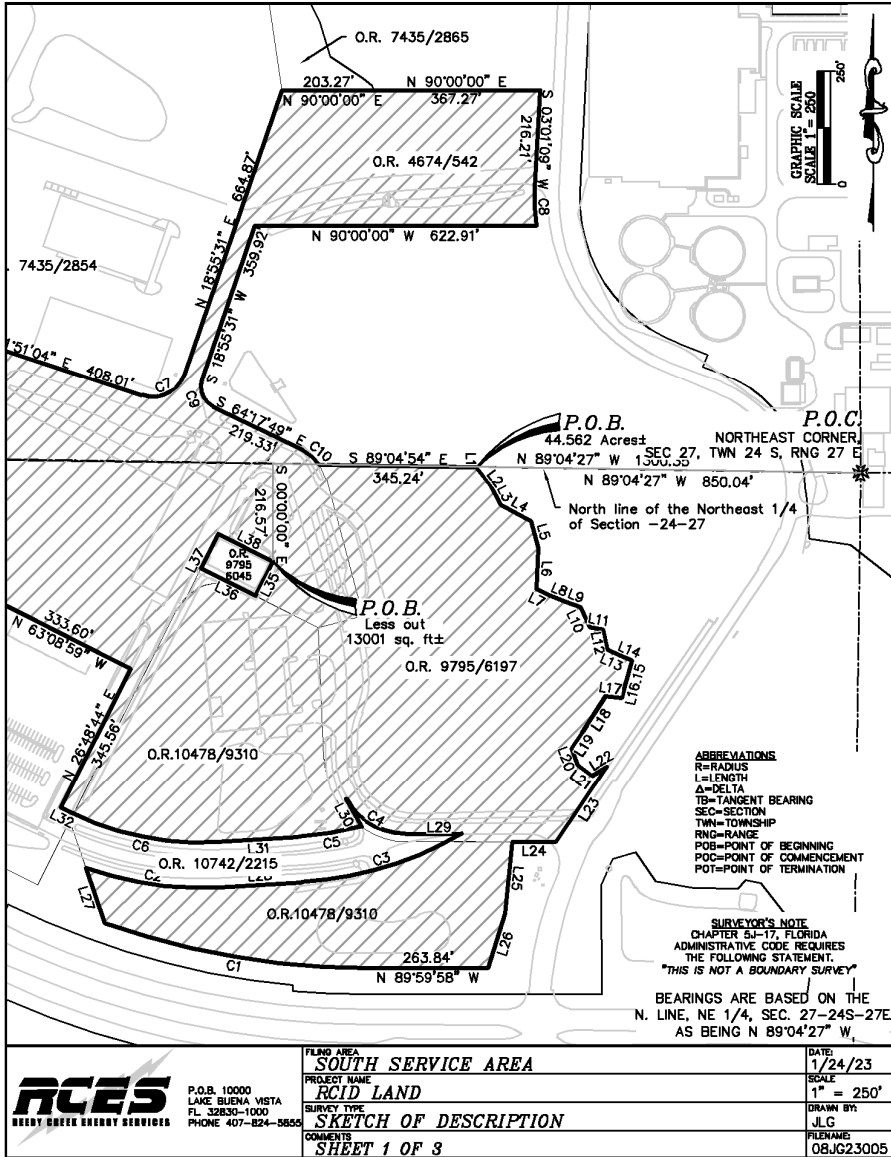 O.R. 7435/2865
203.27'
N 90°00'00" E
N 90°00'00" E
367.27'
S 03°01'09" W
216.21'
C8
O.R. 4674/542
N 90°00'00" W 622.91'
N 18°55'31" E 664.87'
S 18°55'31" W 359.92
. 7435/2854
GRAPHIC SCALE
SCALE 1" = 250
0
250'
1°51'04" E
408.01'
C7
C9
S 64°17'49" E
219.33'
C10
S 89°04'54" E
345.24'
L1
P.O.B.
44.562 Acres±
P.O.C.
NORTHEAST CORNER,
SEC 27, TWN 24 S, RNG 27 E
N 89°04'27" W 1300.35
N 89°04'27" W 850.04'
North line of the Northeast 1/4
of Section -24-27
S 00°00'00" E
216.57'
L2
L3
L4
L5
L6
L7
L8
L9
L10
L11
L13
L14
L16.15
L17
L18
L19
L20
L21
L22
L23
L24
L25
L26
L37
L38
O.R.
9795
6045
L35
L36
P.O.B.
Less out
13001 sq. ft±
O.R. 9795/6197
333.60'
N 63°08'59" W
N 26°48'44" E
345.56'
O.R.10478/9310
L32
L30
C4
L29
C6
L31
C5
O.R. 10742/2215
C2
L28
C3
L27
O.R.10478/9310
C1
263.84'
N 89°59'58" W
ABBREVIATIONS
R=RADIUS
L=LENGTH
Δ=DELTA
TB=TANGENT BEARING
SEC=SECTION
TWN=TOWNSHIP
RNG=RANGE
POB=POINT OF BEGINNING
POC=POINT OF COMMENCEMENT
POT=POINT OF TERMINATION
SURVEYOR'S NOTE
CHAPTER 5J-17, FLORIDA
ADMINISTRATIVE CODE REQUIRES
THE FOLLOWING STATEMENT.
"THIS IS NOT A BOUNDARY SURVEY"
BEARINGS ARE BASED ON THE
N. LINE, NE 1/4, SEC. 27-24S-27E
AS BEING N 89°04'27" W.
RCES
REEDY CREEK ENERGY SERVICES
P.O.B. 10000
LAKE BUENA VISTA
FL 32830-1000
PHONE 407-824-5855
FILING AREA
SOUTH SERVICE AREA
PROJECT NAME
RCID LAND
SURVEY TYPE
SKETCH OF DESCRIPTION
COMMENTS
SHEET 1 OF 3
DATE:
1/24/23
SCALE
1" = 250'
DRAWN BY:
JLG
FILENAME:
08JG23005